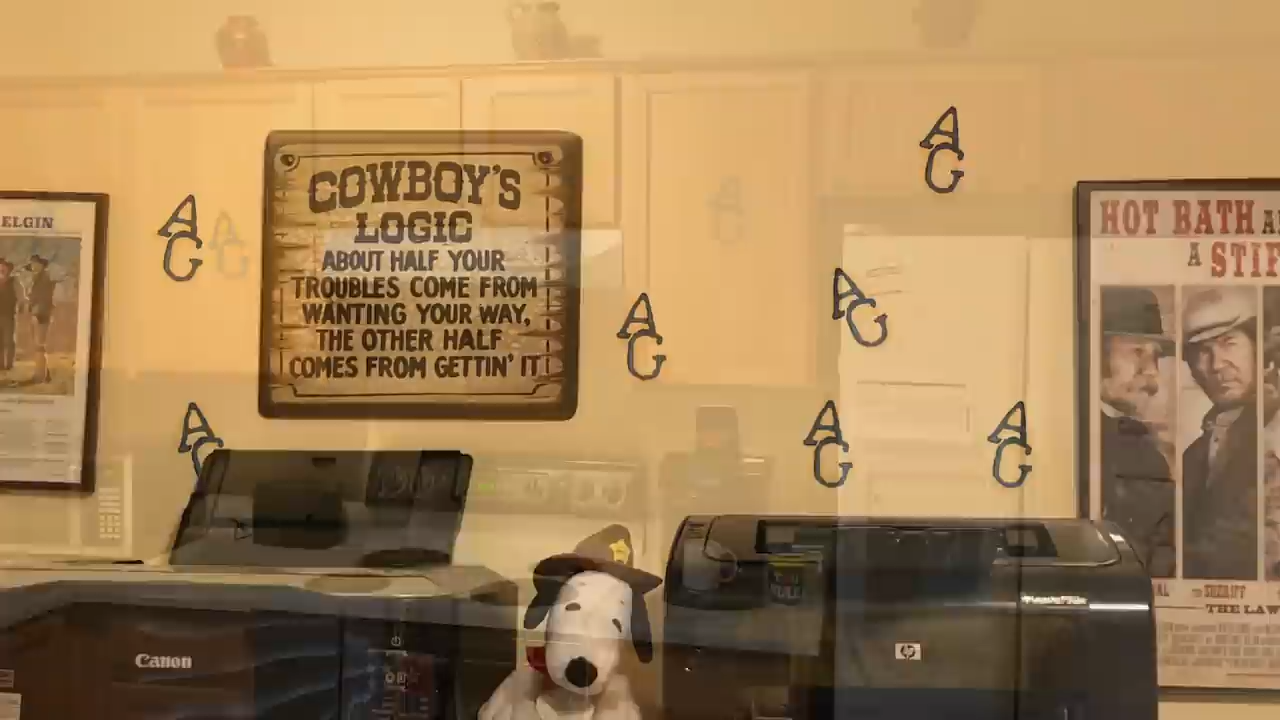 ELGIN
COWBOY'S
LOGIC
ABOUT HALF YOUR
TROUBLES COME FROM
WANTING YOUR WAY,
THE OTHER HALF
COMES FROM GETTIN' IT
A
G
A
G
A
G
A
G
A
G
A
G
A
G
HOT BATH
A STIF
SHERIFF
THE LAW
Canon
hp